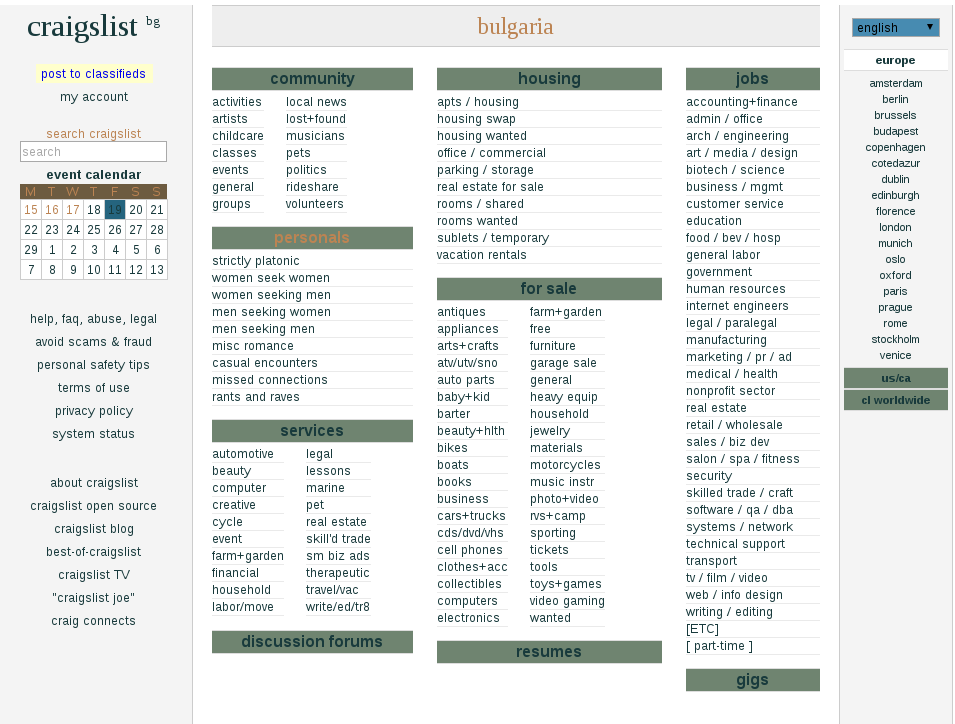 craigslist bg
post to classifieds
my account
search craigslist
search
event calendar
M T W T F S S
15 16 17 18 19 20 21
22 23 24 25 26 27 28
29 1 2 3 4 5 6
7 8 9 10 11 12 13
help, faq, abuse, legal
avoid scams & fraud
personal safety tips
terms of use
privacy policy
system status
about craigslist
craigslist open source
craigslist blog
best-of-craigslist
craigslist TV
"craigslist joe"
craig connects
bulgaria
community
activities
artists
childcare
classes
events
general
groups
local news
lost+found
musicians
pets
politics
rideshare
volunteers
personals
strictly platonic
women seek women
women seeking men
men seeking women
men seeking men
misc romance
casual encounters
missed connections
rants and raves
services
automotive
beauty
computer
creative
cycle
event
farm+garden
financial
household
labor/move
legal
lessons
marine
pet
real estate
skill'd trade
sm biz ads
therapeutic
travel/vac
write/ed/tr8
discussion forums
housing
apts / housing
housing swap
housing wanted
office / commercial
parking / storage
real estate for sale
rooms / shared
rooms wanted
sublets / temporary
vacation rentals
for sale
antiques
appliances
arts+crafts
atv/utv/sno
auto parts
baby+kid
barter
beauty+hlth
bikes
boats
books
business
cars+trucks
cds/dvd/vhs
cell phones
clothes+acc
collectibles
computers
electronics
farm+garden
free
furniture
garage sale
general
heavy equip
household
jewelry
materials
motorcycles
music instr
photo+video
rvs+camp
sporting
tickets
tools
toys+games
video gaming
wanted
resumes
jobs
accounting+finance
admin / office
arch / engineering
art / media / design
biotech / science
business / mgmt
customer service
education
food / bev / hosp
general labor
government
human resources
internet engineers
legal / paralegal
manufacturing
marketing / pr / ad
medical / health
nonprofit sector
real estate
retail / wholesale
sales / biz dev
salon / spa / fitness
security
skilled trade / craft
software / qa / dba
systems / network
technical support
transport
tv / film / video
web / info design
writing / editing
[ETC]
[ part-time ]
gigs
english
europe
amsterdam
berlin
brussels
budapest
copenhagen
cotedazur
dublin
edinburgh
florence
london
munich
oslo
oxford
paris
prague
rome
stockholm
venice
us/ca
cl worldwide